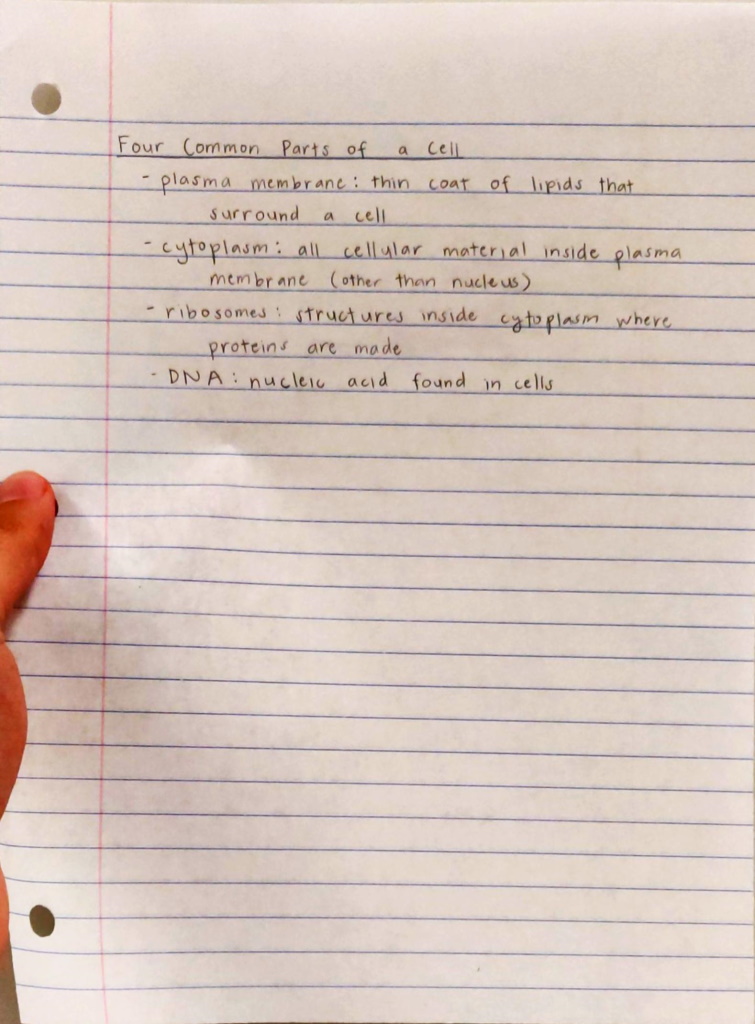 Four Common Parts of a Cell
- plasma membrane: thin coat of lipids that
surround a cell
- cytoplasm: all cellular material inside plasma
membrane (other than nucleus)
- ribosomes: structures inside cytoplasm where
proteins are made
- DNA: nucleic acid found in cells